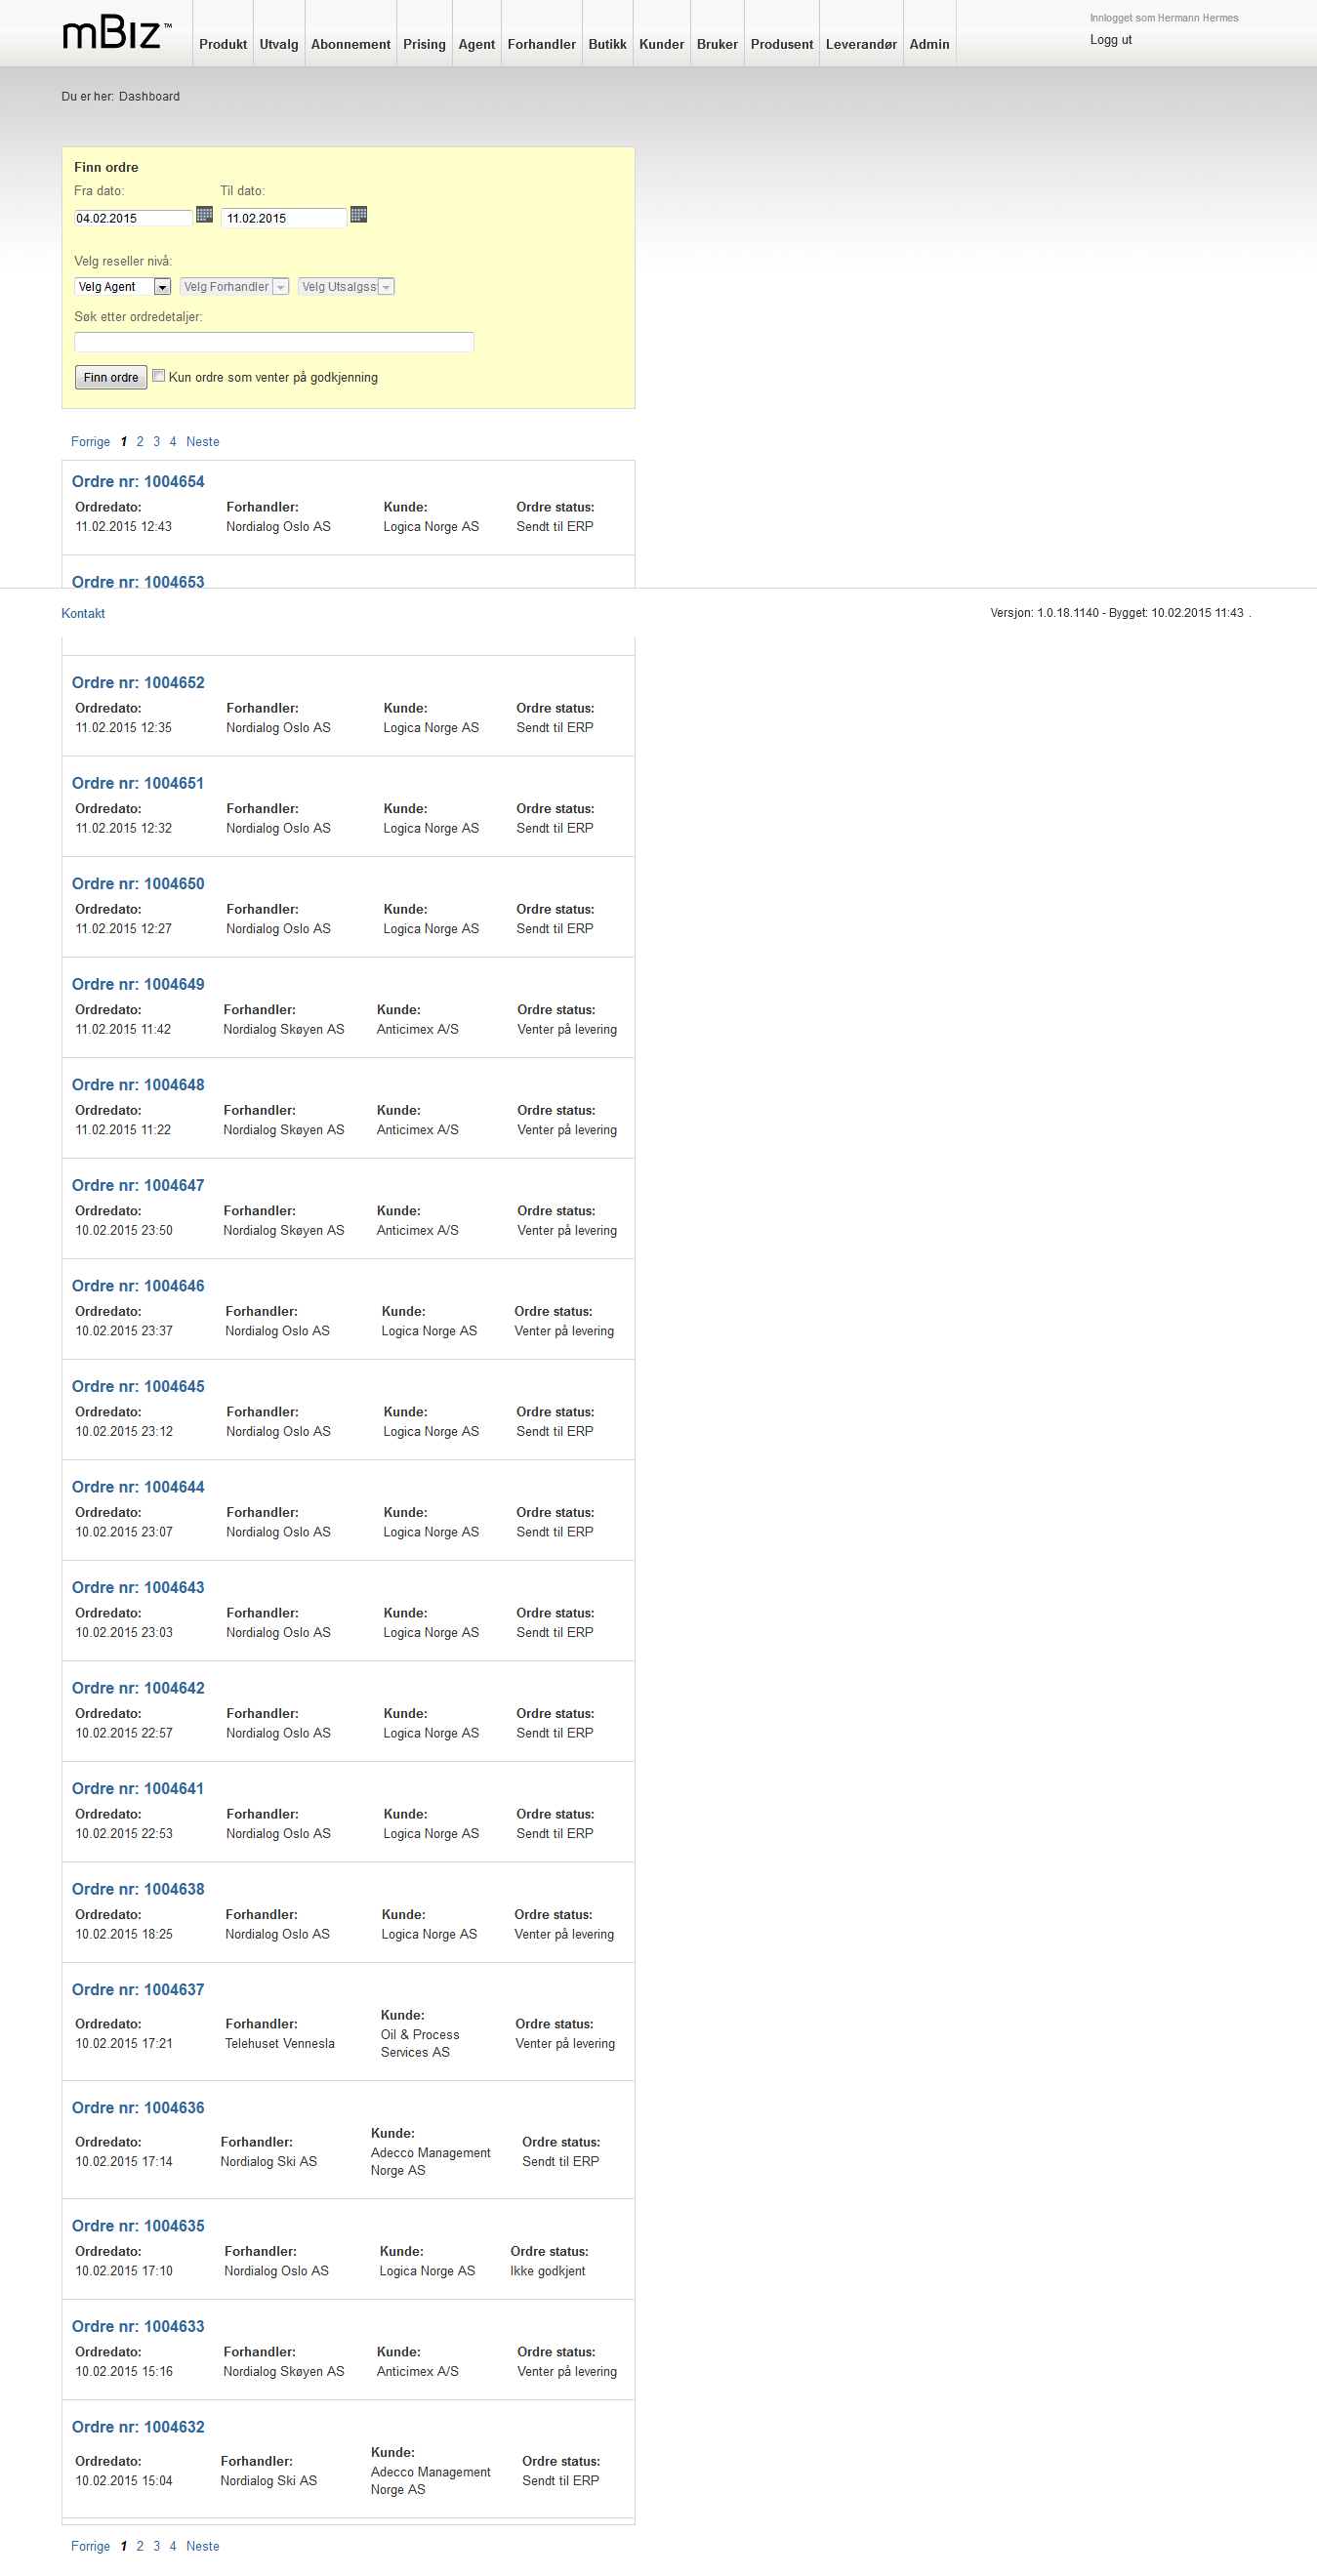 mBiz™
Produkt Utvalg Abonnement Prising Agent Forhandler Butikk Kunder Bruker Produsent Leverandør Admin
Innlogget som Hermann Hermes
Logg ut
Du er her: Dashboard
Finn ordre
Fra dato: Til dato:
04.02.2015 11.02.2015
Velg reseller nivå:
Velg Agent Velg Forhandler Velg Utsalgss
Søk etter ordredetaljer:
Finn ordre Kun ordre som venter på godkjenning
Forrige 1 2 3 4 Neste
Ordre nr: 1004654
Ordredato: Forhandler: Kunde: Ordre status:
11.02.2015 12:43 Nordialog Oslo AS Logica Norge AS Sendt til ERP
Ordre nr: 1004653
Kontakt Versjon: 1.0.18.1140 - Bygget: 10.02.2015 11:43 .
Ordre nr: 1004652
Ordredato: Forhandler: Kunde: Ordre status:
11.02.2015 12:35 Nordialog Oslo AS Logica Norge AS Sendt til ERP
Ordre nr: 1004651
Ordredato: Forhandler: Kunde: Ordre status:
11.02.2015 12:32 Nordialog Oslo AS Logica Norge AS Sendt til ERP
Ordre nr: 1004650
Ordredato: Forhandler: Kunde: Ordre status:
11.02.2015 12:27 Nordialog Oslo AS Logica Norge AS Sendt til ERP
Ordre nr: 1004649
Ordredato: Forhandler: Kunde: Ordre status:
11.02.2015 11:42 Nordialog Skøyen AS Anticimex A/S Venter på levering
Ordre nr: 1004648
Ordredato: Forhandler: Kunde: Ordre status:
11.02.2015 11:22 Nordialog Skøyen AS Anticimex A/S Venter på levering
Ordre nr: 1004647
Ordredato: Forhandler: Kunde: Ordre status:
10.02.2015 23:50 Nordialog Skøyen AS Anticimex A/S Venter på levering
Ordre nr: 1004646
Ordredato: Forhandler: Kunde: Ordre status:
10.02.2015 23:37 Nordialog Oslo AS Logica Norge AS Venter på levering
Ordre nr: 1004645
Ordredato: Forhandler: Kunde: Ordre status:
10.02.2015 23:12 Nordialog Oslo AS Logica Norge AS Sendt til ERP
Ordre nr: 1004644
Ordredato: Forhandler: Kunde: Ordre status:
10.02.2015 23:07 Nordialog Oslo AS Logica Norge AS Sendt til ERP
Ordre nr: 1004643
Ordredato: Forhandler: Kunde: Ordre status:
10.02.2015 23:03 Nordialog Oslo AS Logica Norge AS Sendt til ERP
Ordre nr: 1004642
Ordredato: Forhandler: Kunde: Ordre status:
10.02.2015 22:57 Nordialog Oslo AS Logica Norge AS Sendt til ERP
Ordre nr: 1004641
Ordredato: Forhandler: Kunde: Ordre status:
10.02.2015 22:53 Nordialog Oslo AS Logica Norge AS Sendt til ERP
Ordre nr: 1004638
Ordredato: Forhandler: Kunde: Ordre status:
10.02.2015 18:25 Nordialog Oslo AS Logica Norge AS Venter på levering
Ordre nr: 1004637
Ordredato: Forhandler: Kunde: Ordre status:
10.02.2015 17:21 Telehuset Vennesla Oil & Process Venter på levering
Services AS
Ordre nr: 1004636
Ordredato: Forhandler: Kunde: Ordre status:
10.02.2015 17:14 Nordialog Ski AS Adecco Management Sendt til ERP
Norge AS
Ordre nr: 1004635
Ordredato: Forhandler: Kunde: Ordre status:
10.02.2015 17:10 Nordialog Oslo AS Logica Norge AS Ikke godkjent
Ordre nr: 1004633
Ordredato: Forhandler: Kunde: Ordre status:
10.02.2015 15:16 Nordialog Skøyen AS Anticimex A/S Venter på levering
Ordre nr: 1004632
Ordredato: Forhandler: Kunde: Ordre status:
10.02.2015 15:04 Nordialog Ski AS Adecco Management Sendt til ERP
Norge AS
Forrige 1 2 3 4 Neste